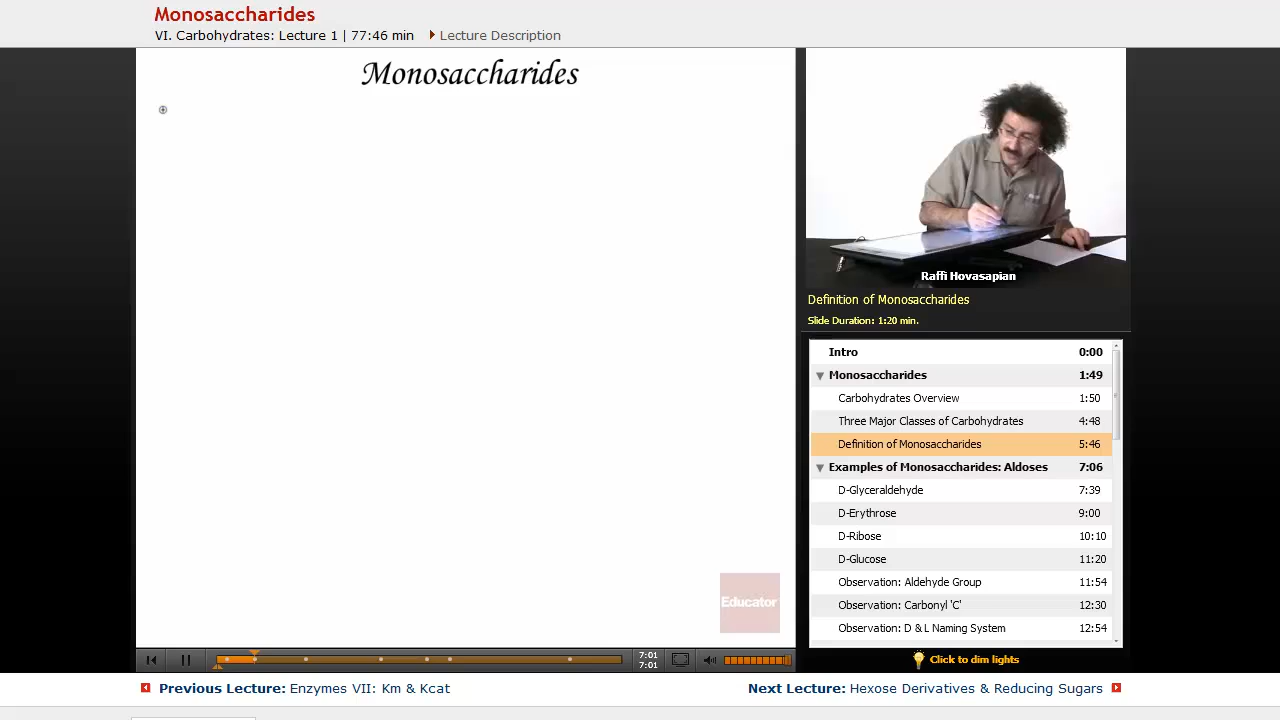 Monosaccharides
VI. Carbohydrates: Lecture 1 | 77:46 min Lecture Description
Monosaccharides
Raffi Hovasapian
Definition of Monosaccharides
Slide Duration: 1:20 min.
Intro 0:00
Monosaccharides 1:49
Carbohydrates Overview 1:50
Three Major Classes of Carbohydrates 4:48
Definition of Monosaccharides 5:46
Examples of Monosaccharides: Aldoses 7:06
D-Glyceraldehyde 7:39
D-Erythrose 9:00
D-Ribose 10:10
D-Glucose 11:20
Observation: Aldehyde Group 11:54
Observation: Carbonyl 'C' 12:30
Observation: D & L Naming System 12:54
Educator
7:01
7:01
Click to dim lights
Previous Lecture: Enzymes VII: Km & Kcat
Next Lecture: Hexose Derivatives & Reducing Sugars